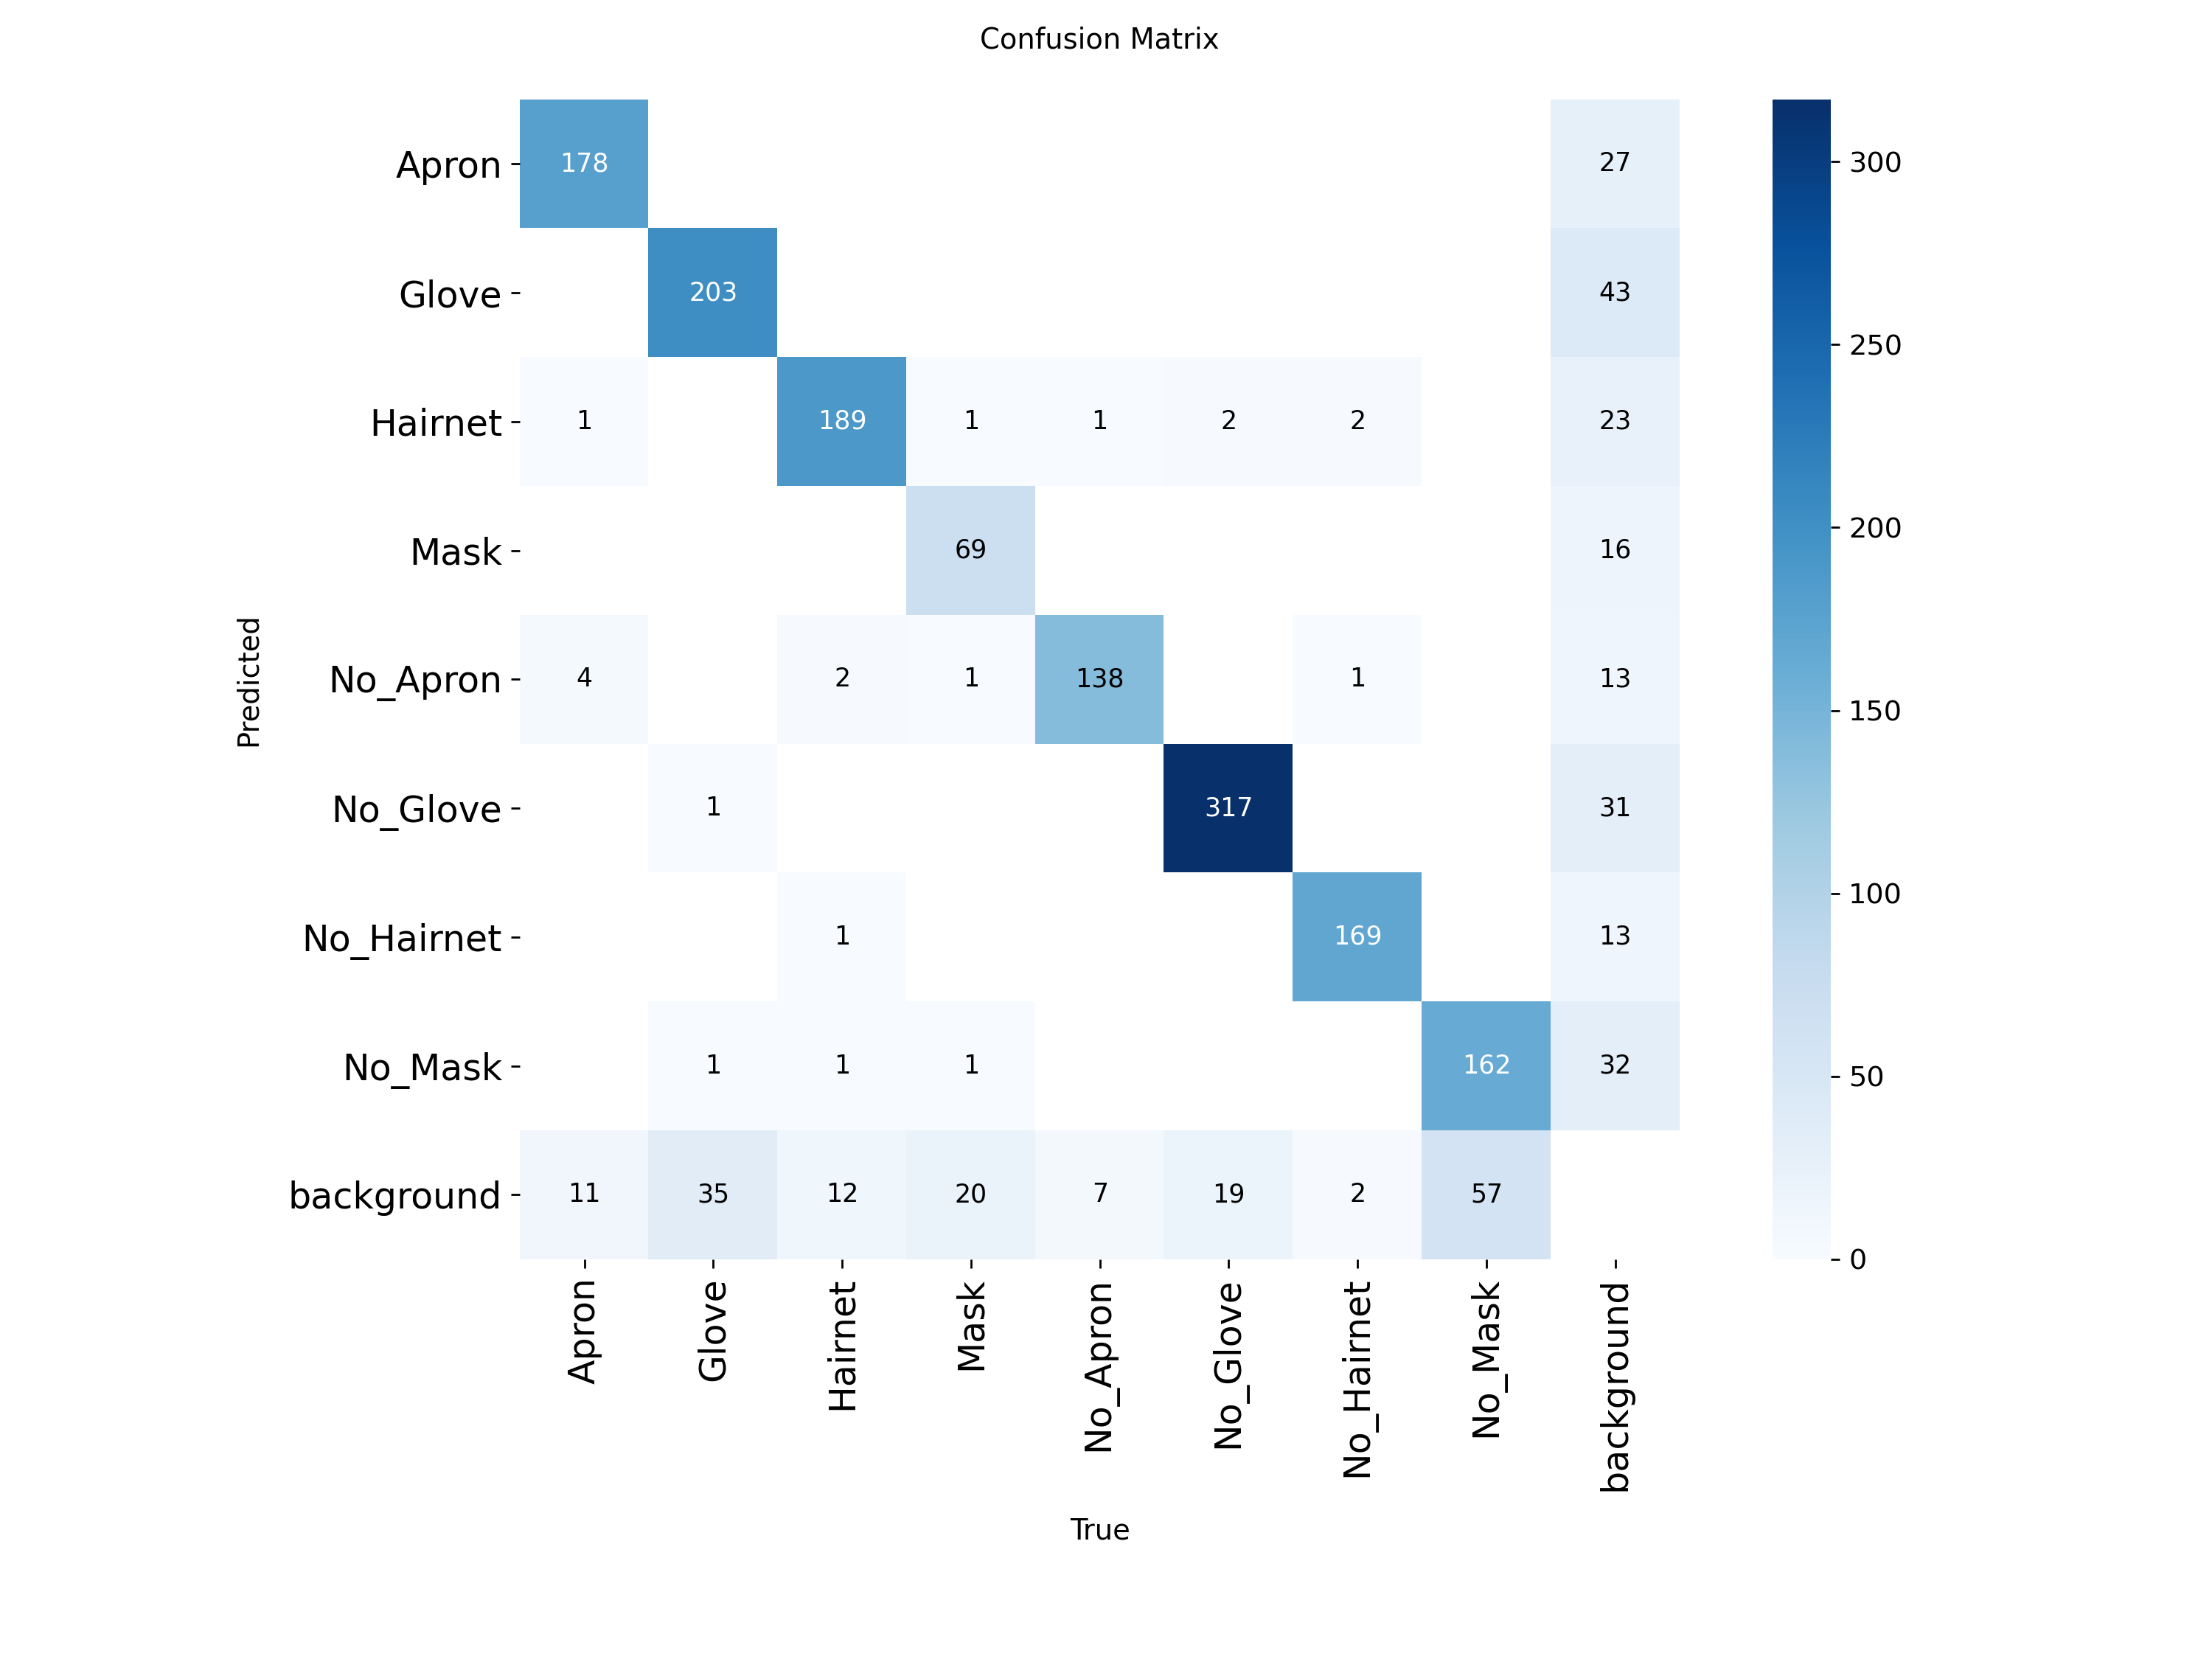 Confusion Matrix
Apron 178 27
Glove 203 43
Hairnet 1 189 1 1 2 2 23
Mask 69 16
No_Apron 4 2 1 138 1 13
No_Glove 1 317 31
No_Hairnet 1 169 13
No_Mask 1 1 1 162 32
background 11 35 12 20 7 19 2 57
Predicted
Apron
Glove
Hairnet
Mask
No_Apron
No_Glove
No_Hairnet
No_Mask
background
True
300
250
200
150
100
50
0